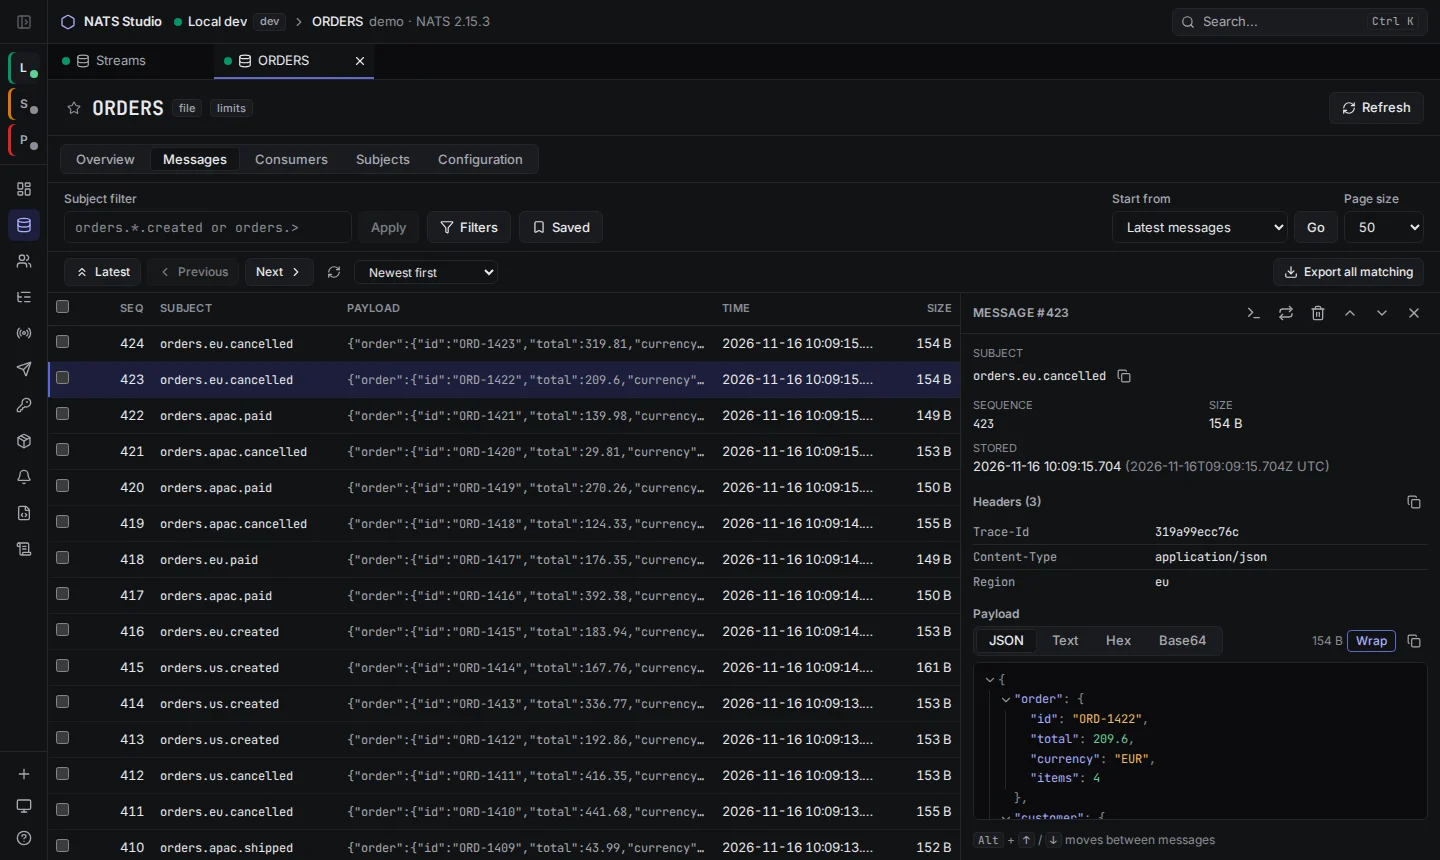 NATS Studio Local dev dev ORDERS demo · NATS 2.15.3 Search... Ctrl K
Streams ORDERS
L
S
P
ORDERS file limits Refresh
Overview Messages Consumers Subjects Configuration
Subject filter Start from Page size
orders.*.created or orders.> Apply Filters Saved Latest messages Go 50
Latest Previous Next Newest first Export all matching
SEQ SUBJECT PAYLOAD TIME SIZE
424 orders.eu.cancelled {"order":{"id":"ORD-1423","total":319.81,"currency"… 2026-11-16 10:09:15.… 154 B
423 orders.eu.cancelled {"order":{"id":"ORD-1422","total":209.6,"currency"… 2026-11-16 10:09:15.… 154 B
422 orders.apac.paid {"order":{"id":"ORD-1421","total":139.98,"currency"… 2026-11-16 10:09:15.… 149 B
421 orders.apac.cancelled {"order":{"id":"ORD-1420","total":29.81,"currency"… 2026-11-16 10:09:15.… 153 B
420 orders.apac.paid {"order":{"id":"ORD-1419","total":270.26,"currency… 2026-11-16 10:09:15.… 150 B
419 orders.apac.cancelled {"order":{"id":"ORD-1418","total":124.33,"currency… 2026-11-16 10:09:14.… 155 B
418 orders.eu.paid {"order":{"id":"ORD-1417","total":176.35,"currency"… 2026-11-16 10:09:14.… 149 B
417 orders.apac.paid {"order":{"id":"ORD-1416","total":392.38,"currency… 2026-11-16 10:09:14.… 150 B
416 orders.eu.created {"order":{"id":"ORD-1415","total":183.94,"currency… 2026-11-16 10:09:14.… 153 B
415 orders.us.created {"order":{"id":"ORD-1414","total":167.76,"currency"… 2026-11-16 10:09:14.… 161 B
414 orders.us.created {"order":{"id":"ORD-1413","total":336.77,"currency… 2026-11-16 10:09:13.… 153 B
413 orders.us.created {"order":{"id":"ORD-1412","total":192.86,"currency… 2026-11-16 10:09:13.… 153 B
412 orders.us.cancelled {"order":{"id":"ORD-1411","total":416.35,"currency"… 2026-11-16 10:09:13.… 153 B
411 orders.eu.cancelled {"order":{"id":"ORD-1410","total":441.68,"currency… 2026-11-16 10:09:13.… 155 B
410 orders.apac.shipped {"order":{"id":"ORD-1409","total":43.99,"currency"… 2026-11-16 10:09:13.… 152 B
MESSAGE #423
SUBJECT
orders.eu.cancelled
SEQUENCE SIZE
423 154 B
STORED
2026-11-16 10:09:15.704 (2026-11-16T09:09:15.704Z UTC)
Headers (3)
Trace-Id 319a99ecc76c
Content-Type application/json
Region eu
Payload
JSON Text Hex Base64 154 B Wrap
{
"order": {
"id": "ORD-1422",
"total": 209.6,
"currency": "EUR",
"items": 4
},
"customer": {
Alt + ↑ / ↓ moves between messages